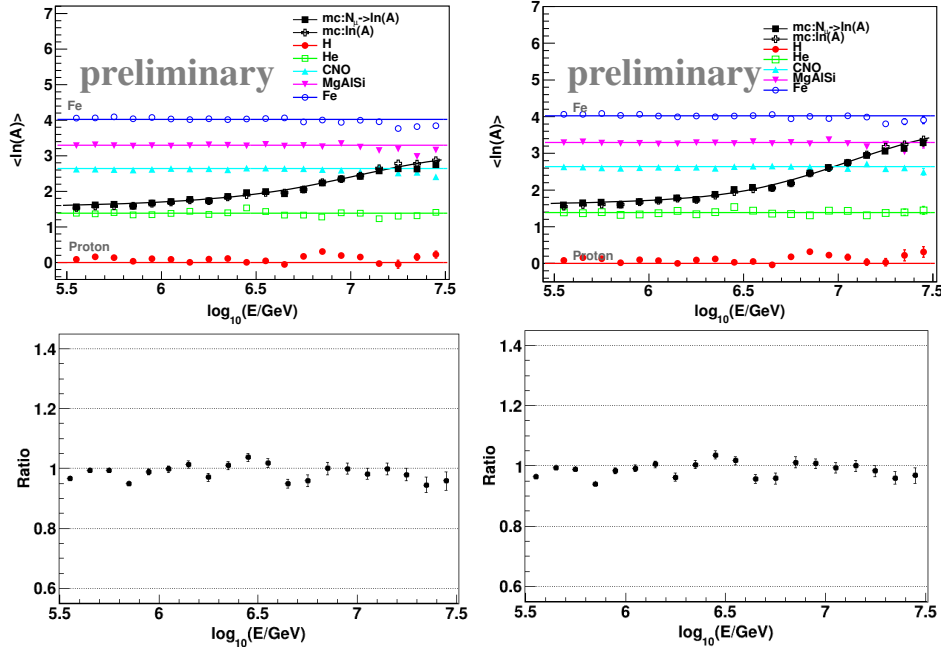 7
6
5
4
3
2
1
0
<ln(A)>
preliminary
mc:Nμ->ln(A)
mc:ln(A)
H
He
CNO
MgAlSi
Fe
Fe
Proton
5.5 6 6.5 7 7.5
log10(E/GeV)
7
6
5
4
3
2
1
0
<ln(A)>
preliminary
mc:Nμ->ln(A)
mc:ln(A)
H
He
CNO
MgAlSi
Fe
Fe
Proton
5.5 6 6.5 7 7.5
log10(E/GeV)
1.4
1.2
1
0.8
0.6
Ratio
5.5 6 6.5 7 7.5
log10(E/GeV)
1.4
1.2
1
0.8
0.6
Ratio
5.5 6 6.5 7 7.5
log10(E/GeV)